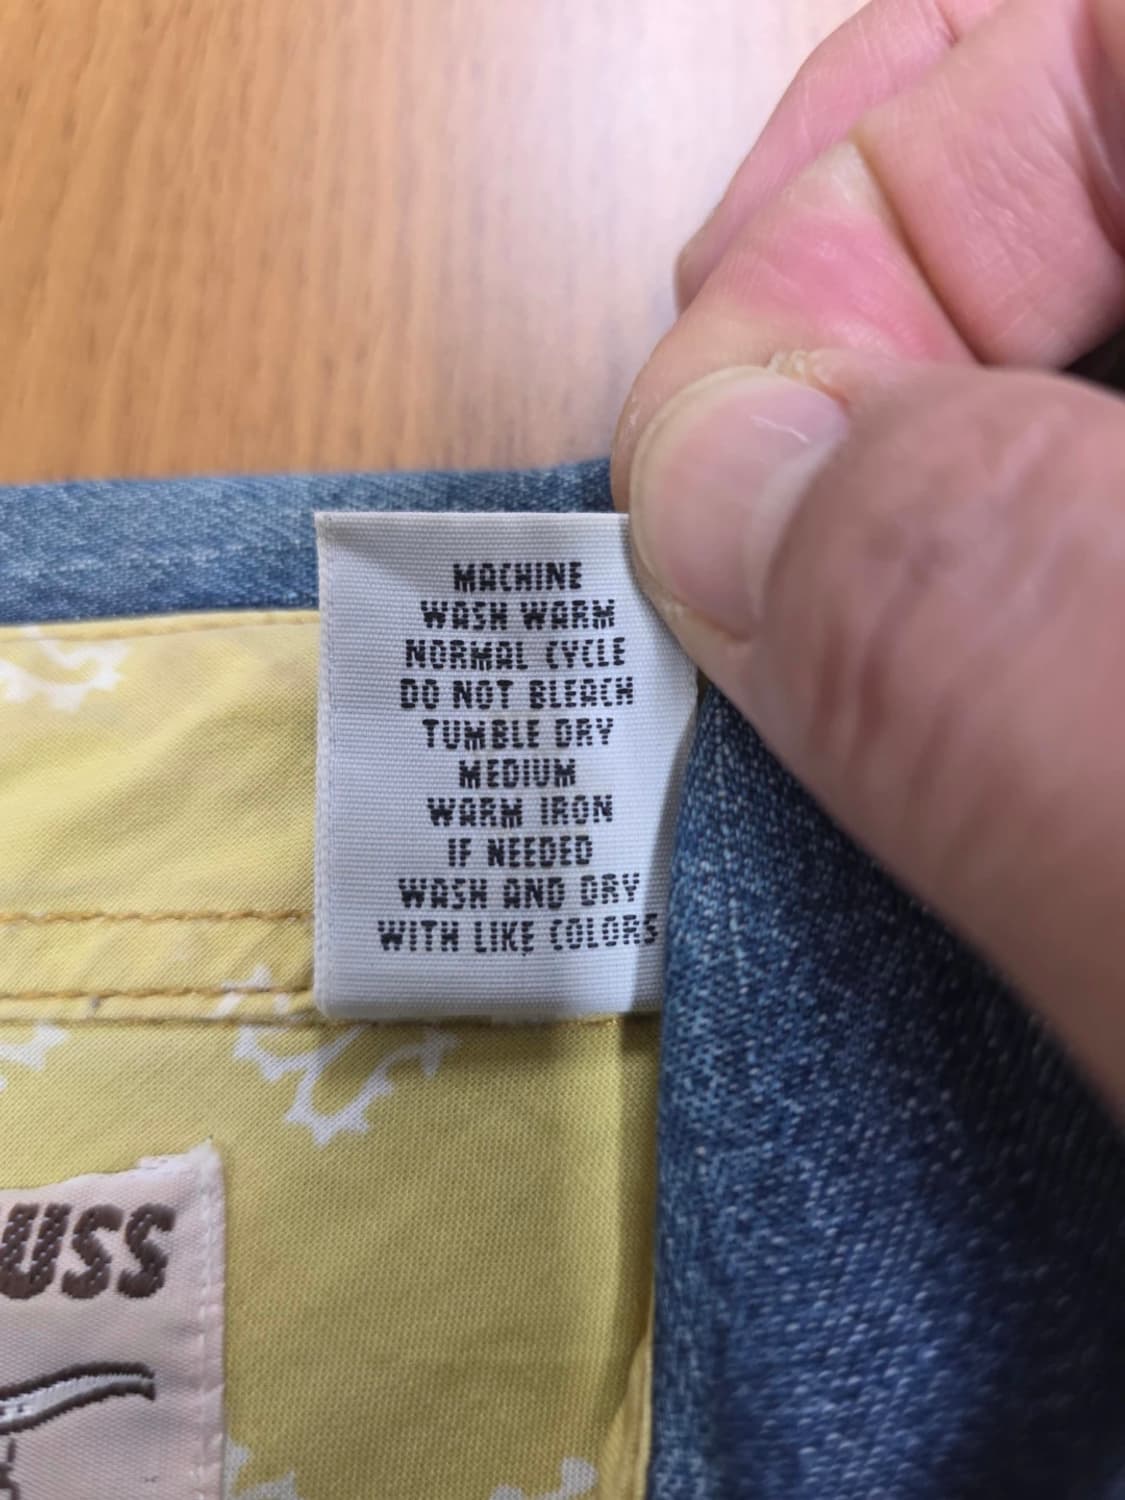 MACHINE
WASH WARM
NORMAL CYCLE
DO NOT BLEACH
TUMBLE DRY
MEDIUM
WARM IRON
IF NEEDED
WASH AND DRY
WITH LIKE COLORS